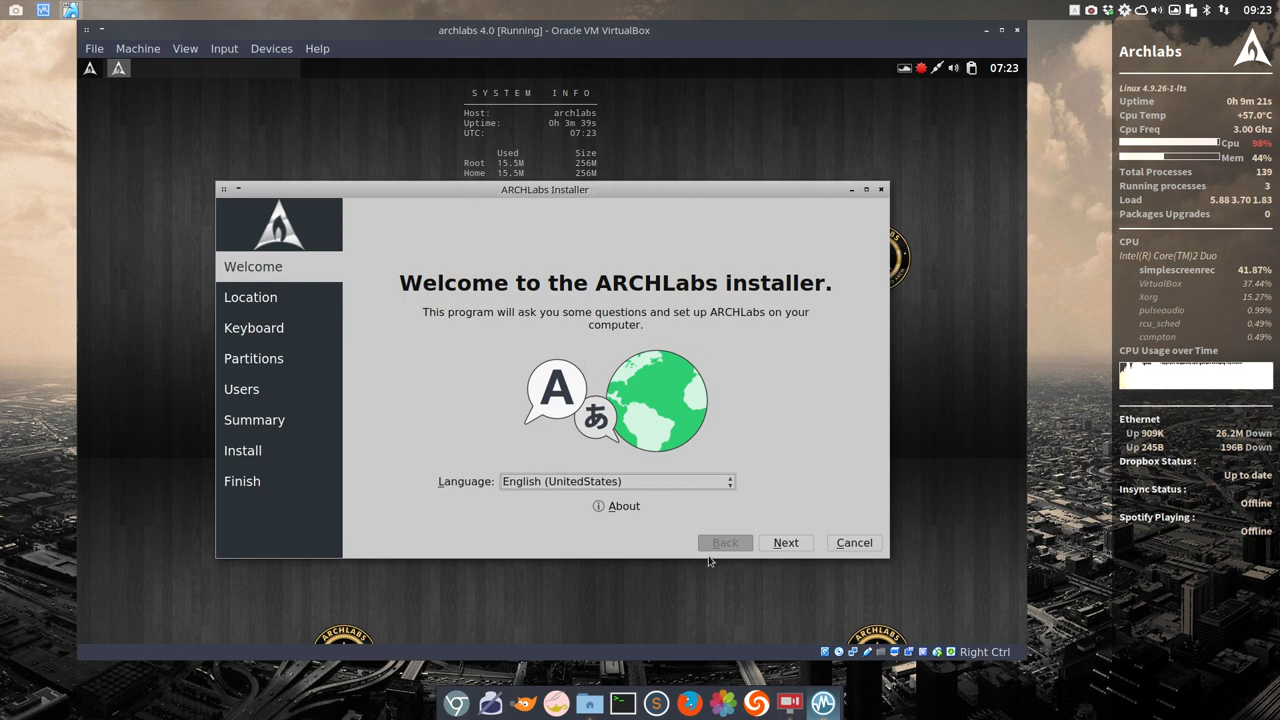 09:23
archlabs 4.0 [Running] - Oracle VM VirtualBox
File Machine View Input Devices Help
07:23
SYSTEM INFO
Host: archlabs
Uptime: 0h 3m 39s
UTC: 07:23
Used Size
Root 15.5M 256M
Home 15.5M 256M
ARCHLabs Installer
Welcome
Location
Keyboard
Partitions
Users
Summary
Install
Finish
Welcome to the ARCHLabs installer.
This program will ask you some questions and set up ARCHLabs on your
computer.
A
あ
Language: English (UnitedStates)
About
Back Next Cancel
ARCHLABS
ARCHLABS
Right Ctrl
Archlabs
Linux 4.9.26-1-lts
Uptime 0h 9m 21s
Cpu Temp +57.0°C
Cpu Freq 3.00 Ghz
Cpu 98%
Mem 44%
Total Processes 139
Running processes 3
Load 5.88 3.70 1.83
Packages Upgrades 0
CPU
Intel(R) Core(TM)2 Duo
simplescreenrec 41.87%
VirtualBox 37.44%
Xorg 15.27%
pulseaudio 0.99%
rcu_sched 0.49%
compton 0.49%
CPU Usage over Time
Ethernet
Up 909K 26.2M Down
Up 245B 196B Down
Dropbox Status :
Up to date
Insync Status :
Offline
Spotify Playing :
Offline